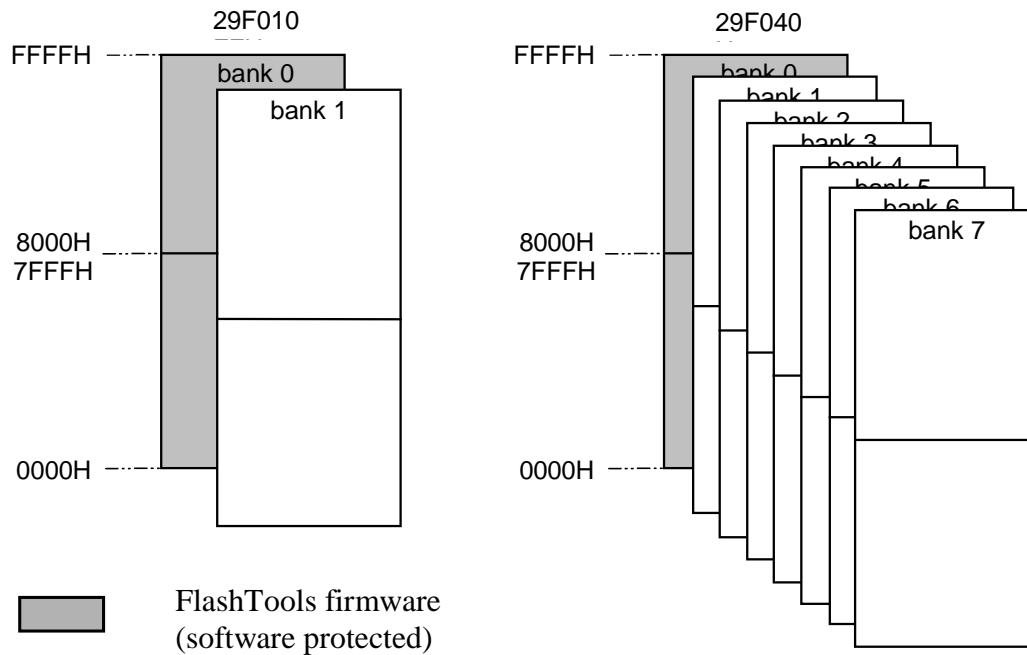 29F010
FFFFH
bank 0
bank 1
8000H
7FFFH
0000H
29F040
FFFFH
bank 0
bank 1
bank 2
bank 3
bank 4
bank 5
bank 6
bank 7
8000H
7FFFH
0000H
FlashTools firmware
(software protected)